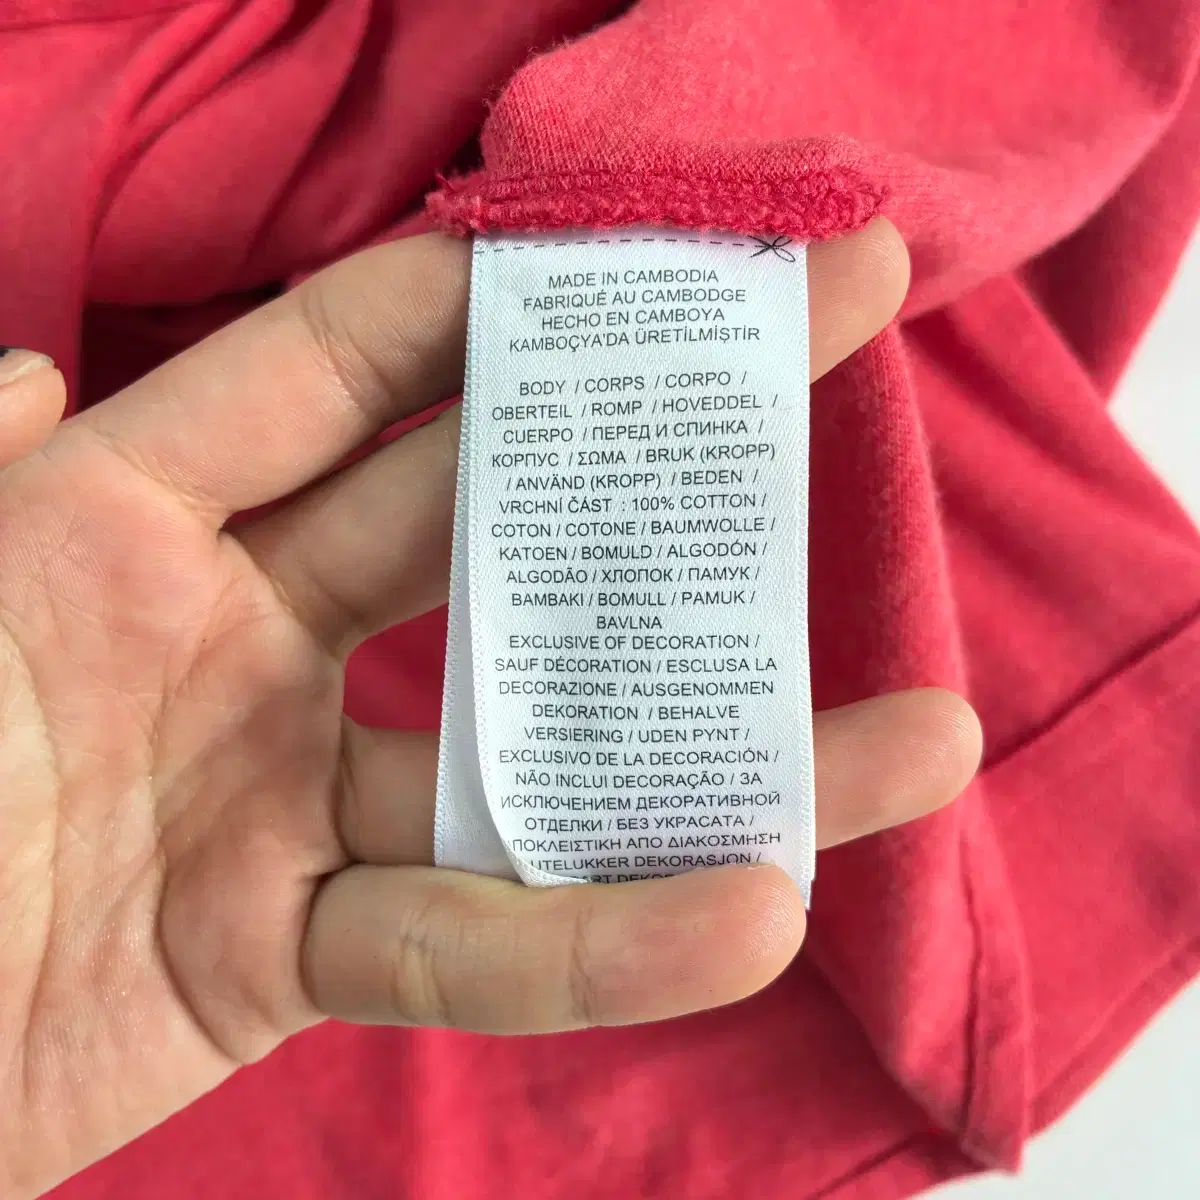 MADE IN CAMBODIA
FABRIQUÉ AU CAMBODGE
HECHO EN CAMBOYA
KAMBOÇYA'DA ÜRETİLMİŞTİR
BODY / CORPS / CORPO /
OBERTEIL / ROMP / HOVEDDEL /
CUERPO / ПЕРЕД И СПИНКА /
КОРПУС / ΣΩΜΑ / BRUK (KROPP)
/ ANVÄND (KROPP) / BEDEN /
VRCHNÍ ČÁST : 100% COTTON /
COTON / COTONE / BAUMWOLLE /
KATOEN / BOMULD / ALGODÓN /
ALGODÃO / ХЛОПОК / ПАМУК /
BAMBAKI / BOMULL / PAMUK /
BAVLNA
EXCLUSIVE OF DECORATION /
SAUF DÉCORATION / ESCLUSA LA
DECORAZIONE / AUSGENOMMEN
DEKORATION / BEHALVE
VERSIERING / UDEN PYNT /
EXCLUSIVO DE LA DECORACIÓN /
NÃO INCLUI DECORAÇÃO / ЗА
ИСКЛЮЧЕНИЕМ ДЕКОРАТИВНОЙ
ОТДЕЛКИ / БЕЗ УКРАСАТА /
ΠΟΚΛΕΙΣΤΙΚΗ ΑΠΟ ΔΙΑΚΟΣΜΗΣΗ
UTELUKKER DEKORASJON /